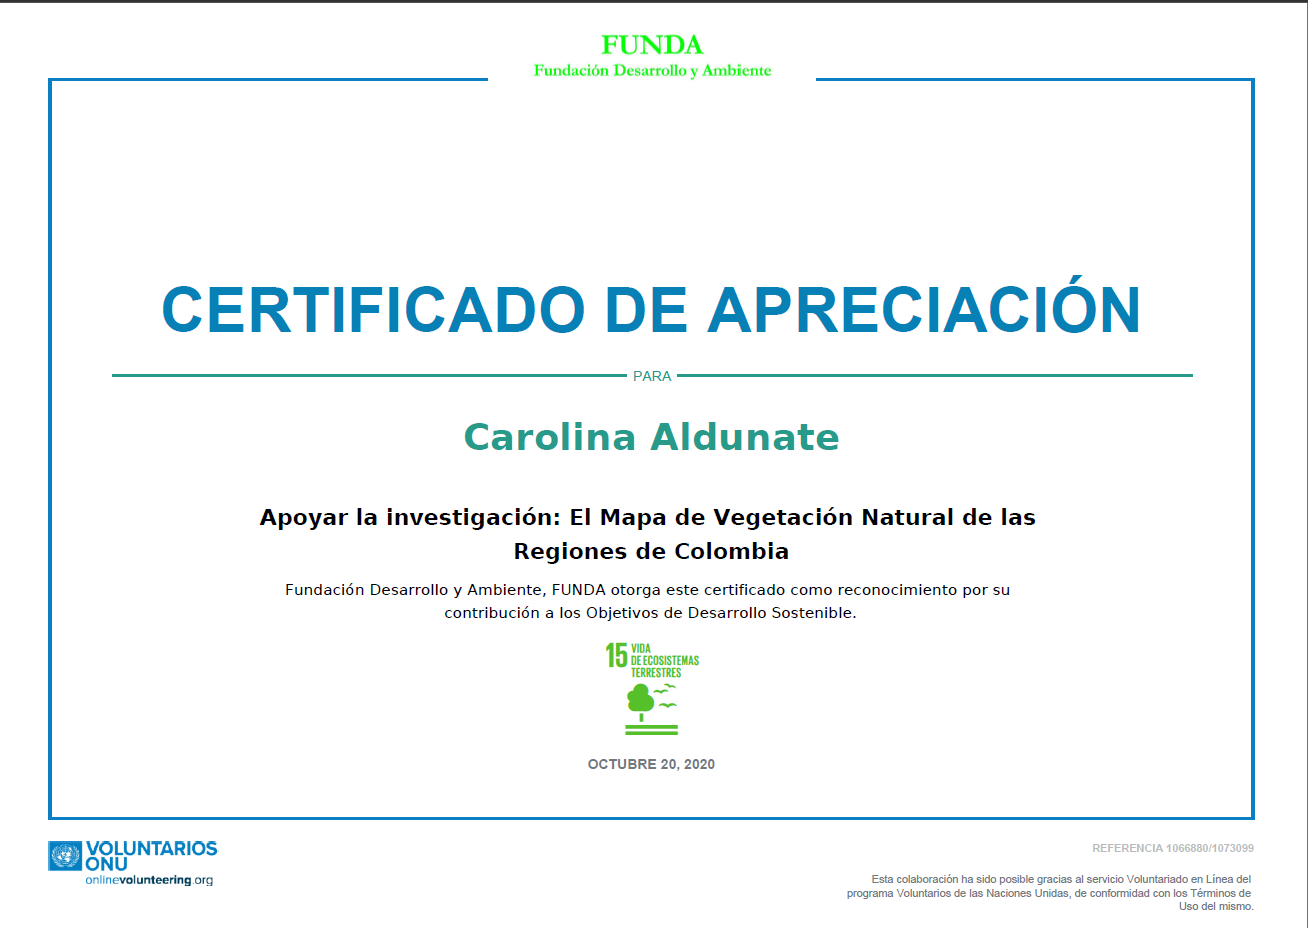 FUNDA
Fundación Desarrollo y Ambiente
CERTIFICADO DE APRECIACIÓN
PARA
Carolina Aldunate
Apoyar la investigación: El Mapa de Vegetación Natural de las
Regiones de Colombia
Fundación Desarrollo y Ambiente, FUNDA otorga este certificado como reconocimiento por su
contribución a los Objetivos de Desarrollo Sostenible.
15 VIDA
DE ECOSISTEMAS
TERRESTRES
OCTUBRE 20, 2020
VOLUNTARIOS
ONU
onlinevolunteering.org
REFERENCIA 1066880/1073099
Esta colaboración ha sido posible gracias al servicio Voluntariado en Línea del
programa Voluntarios de las Naciones Unidas, de conformidad con los Términos de
Uso del mismo.